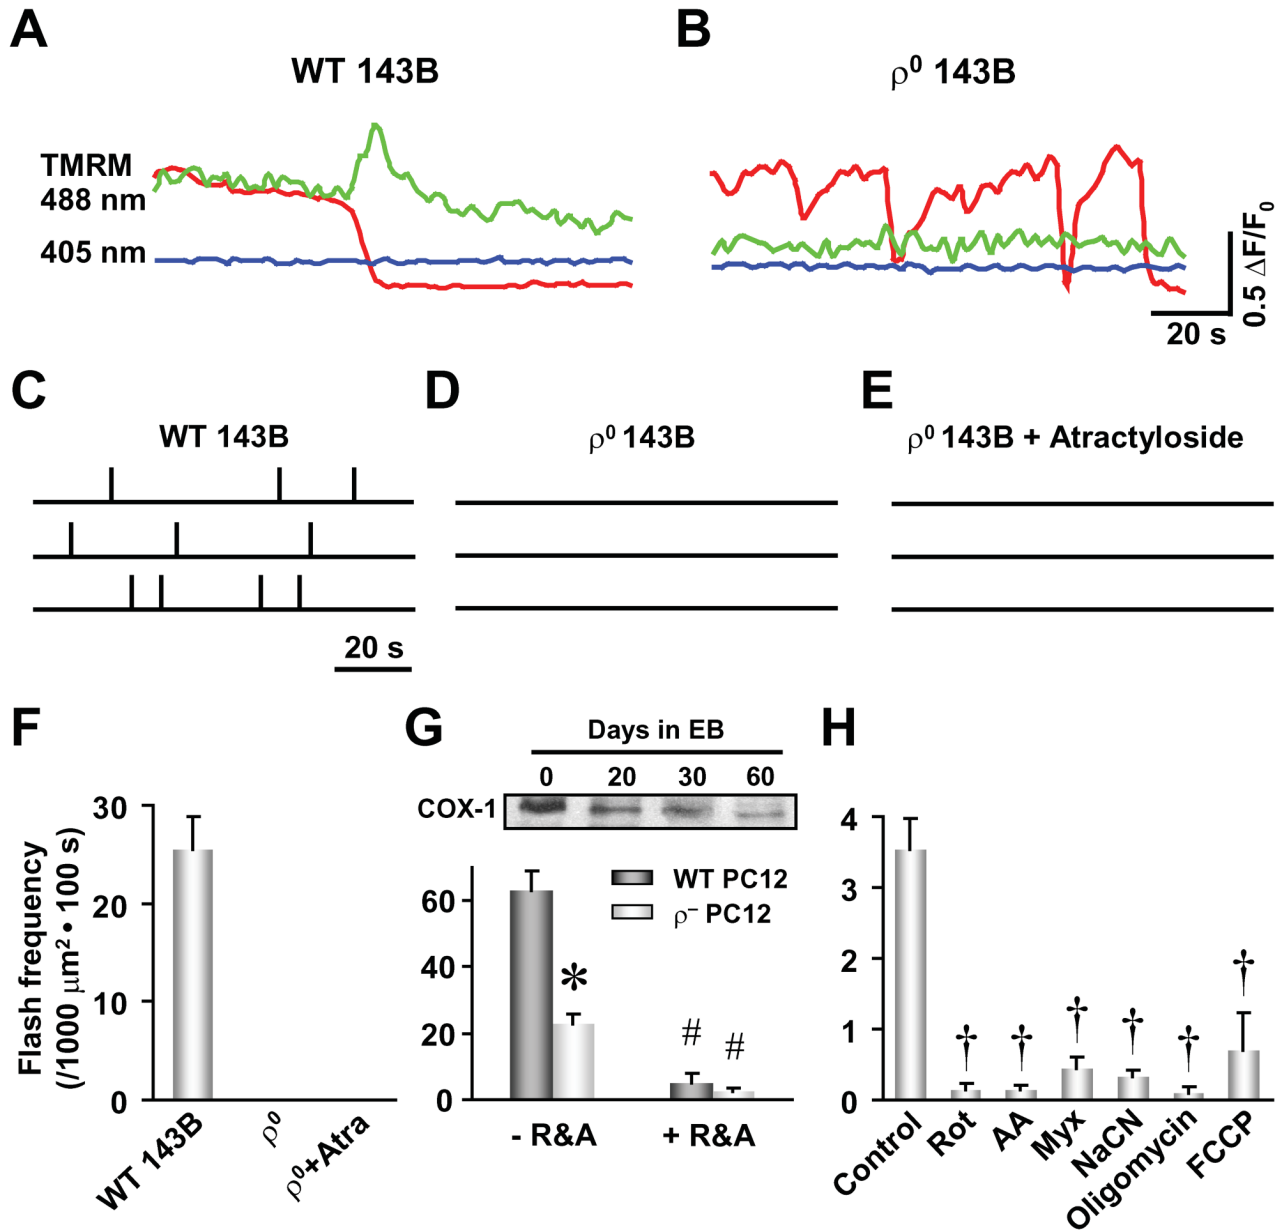 A
B
WT 143B
ρ⁰ 143B
TMRM
488 nm
405 nm
0.5 ΔF/F₀
20 s
C
D
E
WT 143B
ρ⁰ 143B
ρ⁰ 143B + Atractyloside
20 s
F
G
H
Days in EB
0 20 30 60
COX-1
Flash frequency
(/1000 μm² • 100 s)
30
20
10
0
WT 143B
ρ⁰
ρ⁰+Atra
60
40
20
0
WT PC12
ρ⁻ PC12
*
#
#
- R&A
+ R&A
4
3
2
1
0
†
†
†
†
†
†
Control
Rot
AA
Myx
NaCN
Oligomycin
FCCP